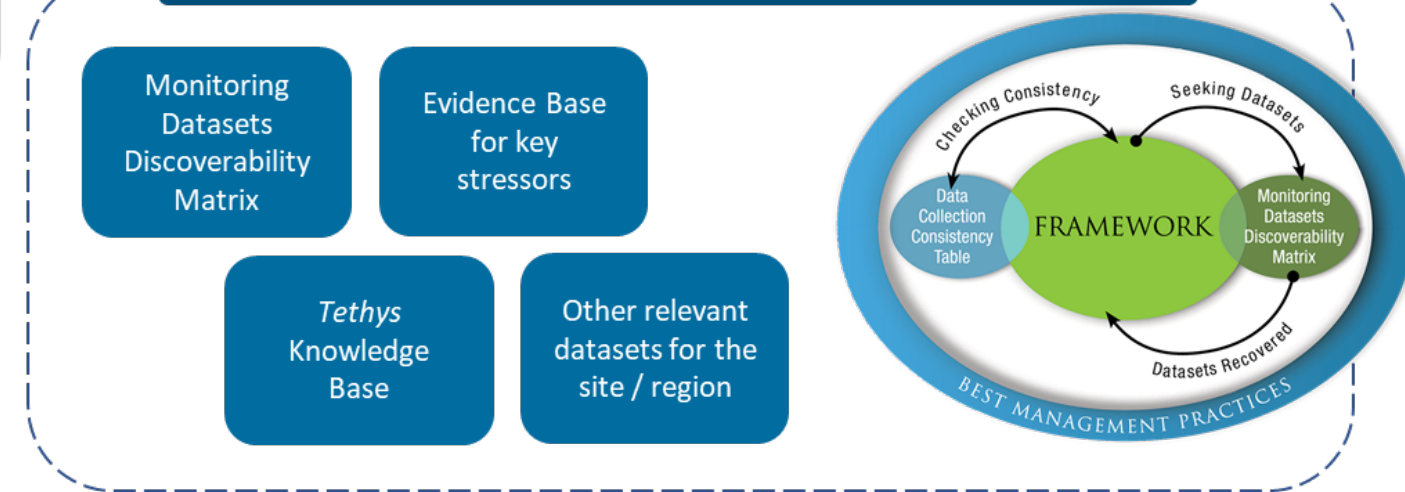 Monitoring
Datasets
Discoverability
Matrix
Evidence Base
for key
stressors
Tethys
Knowledge
Base
Other relevant
datasets for the
site / region
Checking Consistency
Seeking Datasets
Data
Collection
Consistency
Table
FRAMEWORK
Monitoring
Datasets
Discoverability
Matrix
Datasets Recovered
BEST MANAGEMENT PRACTICES